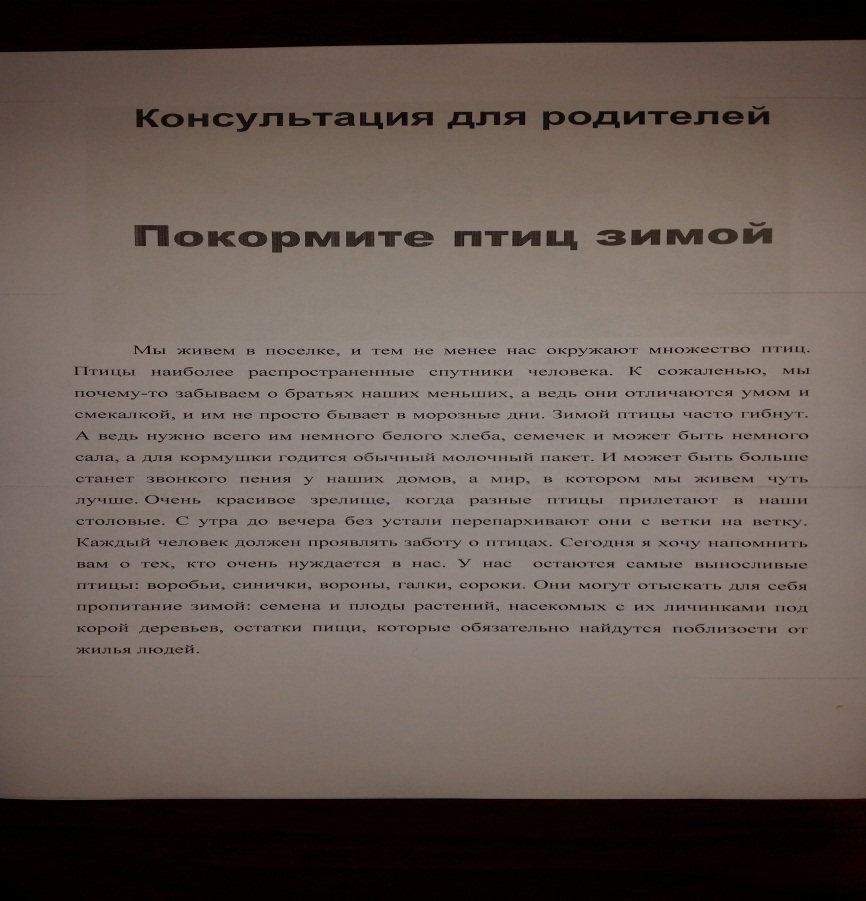 Консультация для родителей
Покормите птиц зимой
Мы живем в поселке, и тем не менее нас окружают множество птиц.
Птицы наиболее распространенные спутники человека. К сожаленью, мы
почему-то забываем о братьях наших меньших, а ведь они отличаются умом и
смекалкой, и им не просто бывает в морозные дни. Зимой птицы часто гибнут.
А ведь нужно всего им немного белого хлеба, семечек и может быть немного
сала, а для кормушки годится обычный молочный пакет. И может быть больше
станет звонкого пения у наших домов, а мир, в котором мы живем чуть
лучше. Очень красивое зрелище, когда разные птицы прилетают в наши
столовые. С утра до вечера без устали перепархивают они с ветки на ветку.
Каждый человек должен проявлять заботу о птицах. Сегодня я хочу напомнить
вам о тех, кто очень нуждается в нас. У нас остаются самые выносливые
птицы: воробьи, синички, вороны, галки, сороки. Они могут отыскать для себя
пропитание зимой: семена и плоды растений, насекомых с их личинками под
корой деревьев, остатки пищи, которые обязательно найдутся поблизости от
жилья людей.